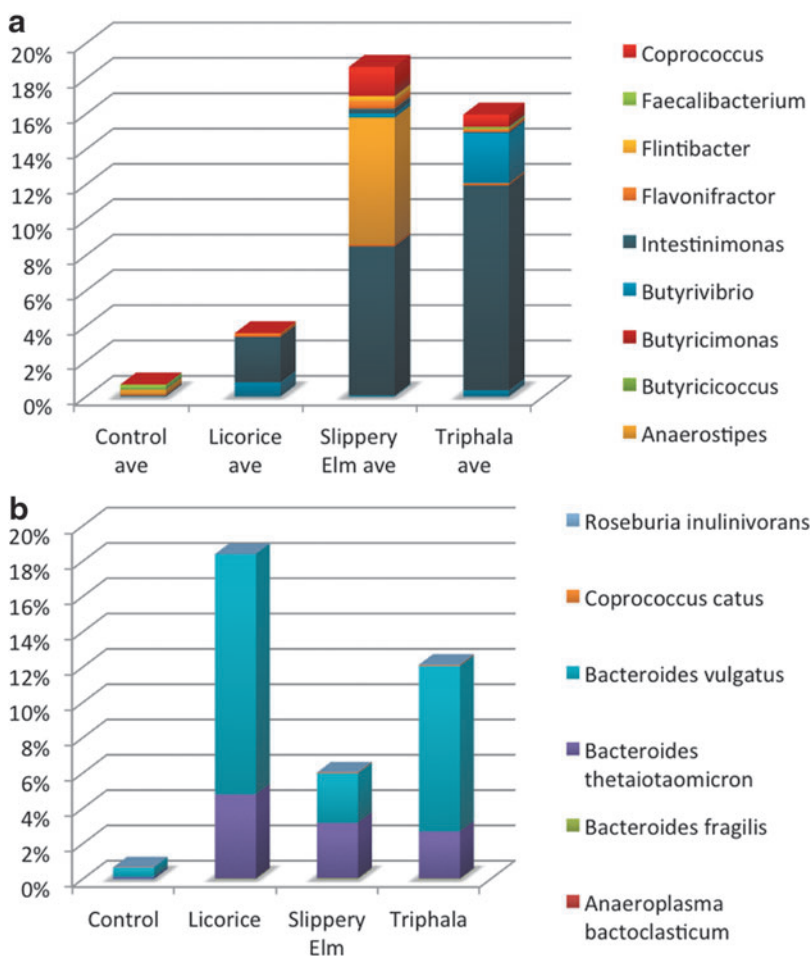 a
20%
18%
16%
14%
12%
10%
8%
6%
4%
2%
0%
Control
ave
Licorice
ave
Slippery
Elm ave
Triphala
ave
Coprococcus
Faecalibacterium
Flintibacter
Flavonifractor
Intestinimonas
Butyrivibrio
Butyricimonas
Butyricicoccus
Anaerostipes
b
20%
18%
16%
14%
12%
10%
8%
6%
4%
2%
0%
Control
Licorice
Slippery
Elm
Triphala
Roseburia inulinivorans
Coprococcus catus
Bacteroides vulgatus
Bacteroides
thetaiotaomicron
Bacteroides fragilis
Anaeroplasma
bactoclasticum